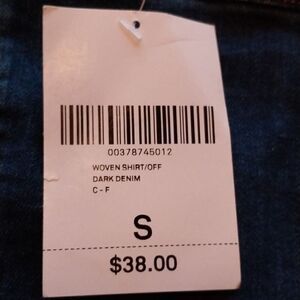 00378745012
WOVEN SHIRT/OFF
DARK DENIM
C - F
S
$38.00